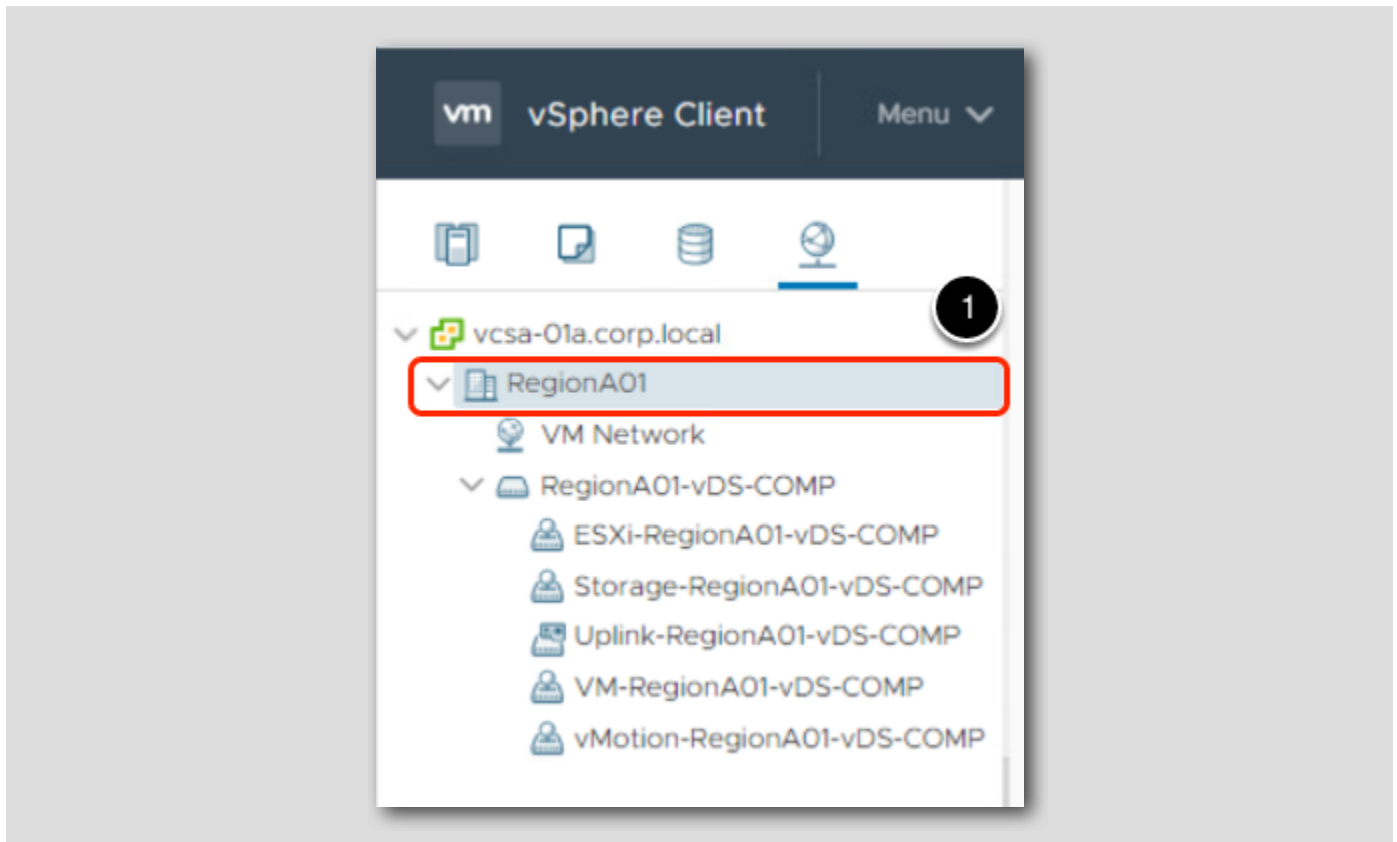 vm vSphere Client Menu
1
vcsa-01a.corp.local
RegionA01
VM Network
RegionA01-vDS-COMP
ESXi-RegionA01-vDS-COMP
Storage-RegionA01-vDS-COMP
Uplink-RegionA01-vDS-COMP
VM-RegionA01-vDS-COMP
vMotion-RegionA01-vDS-COMP